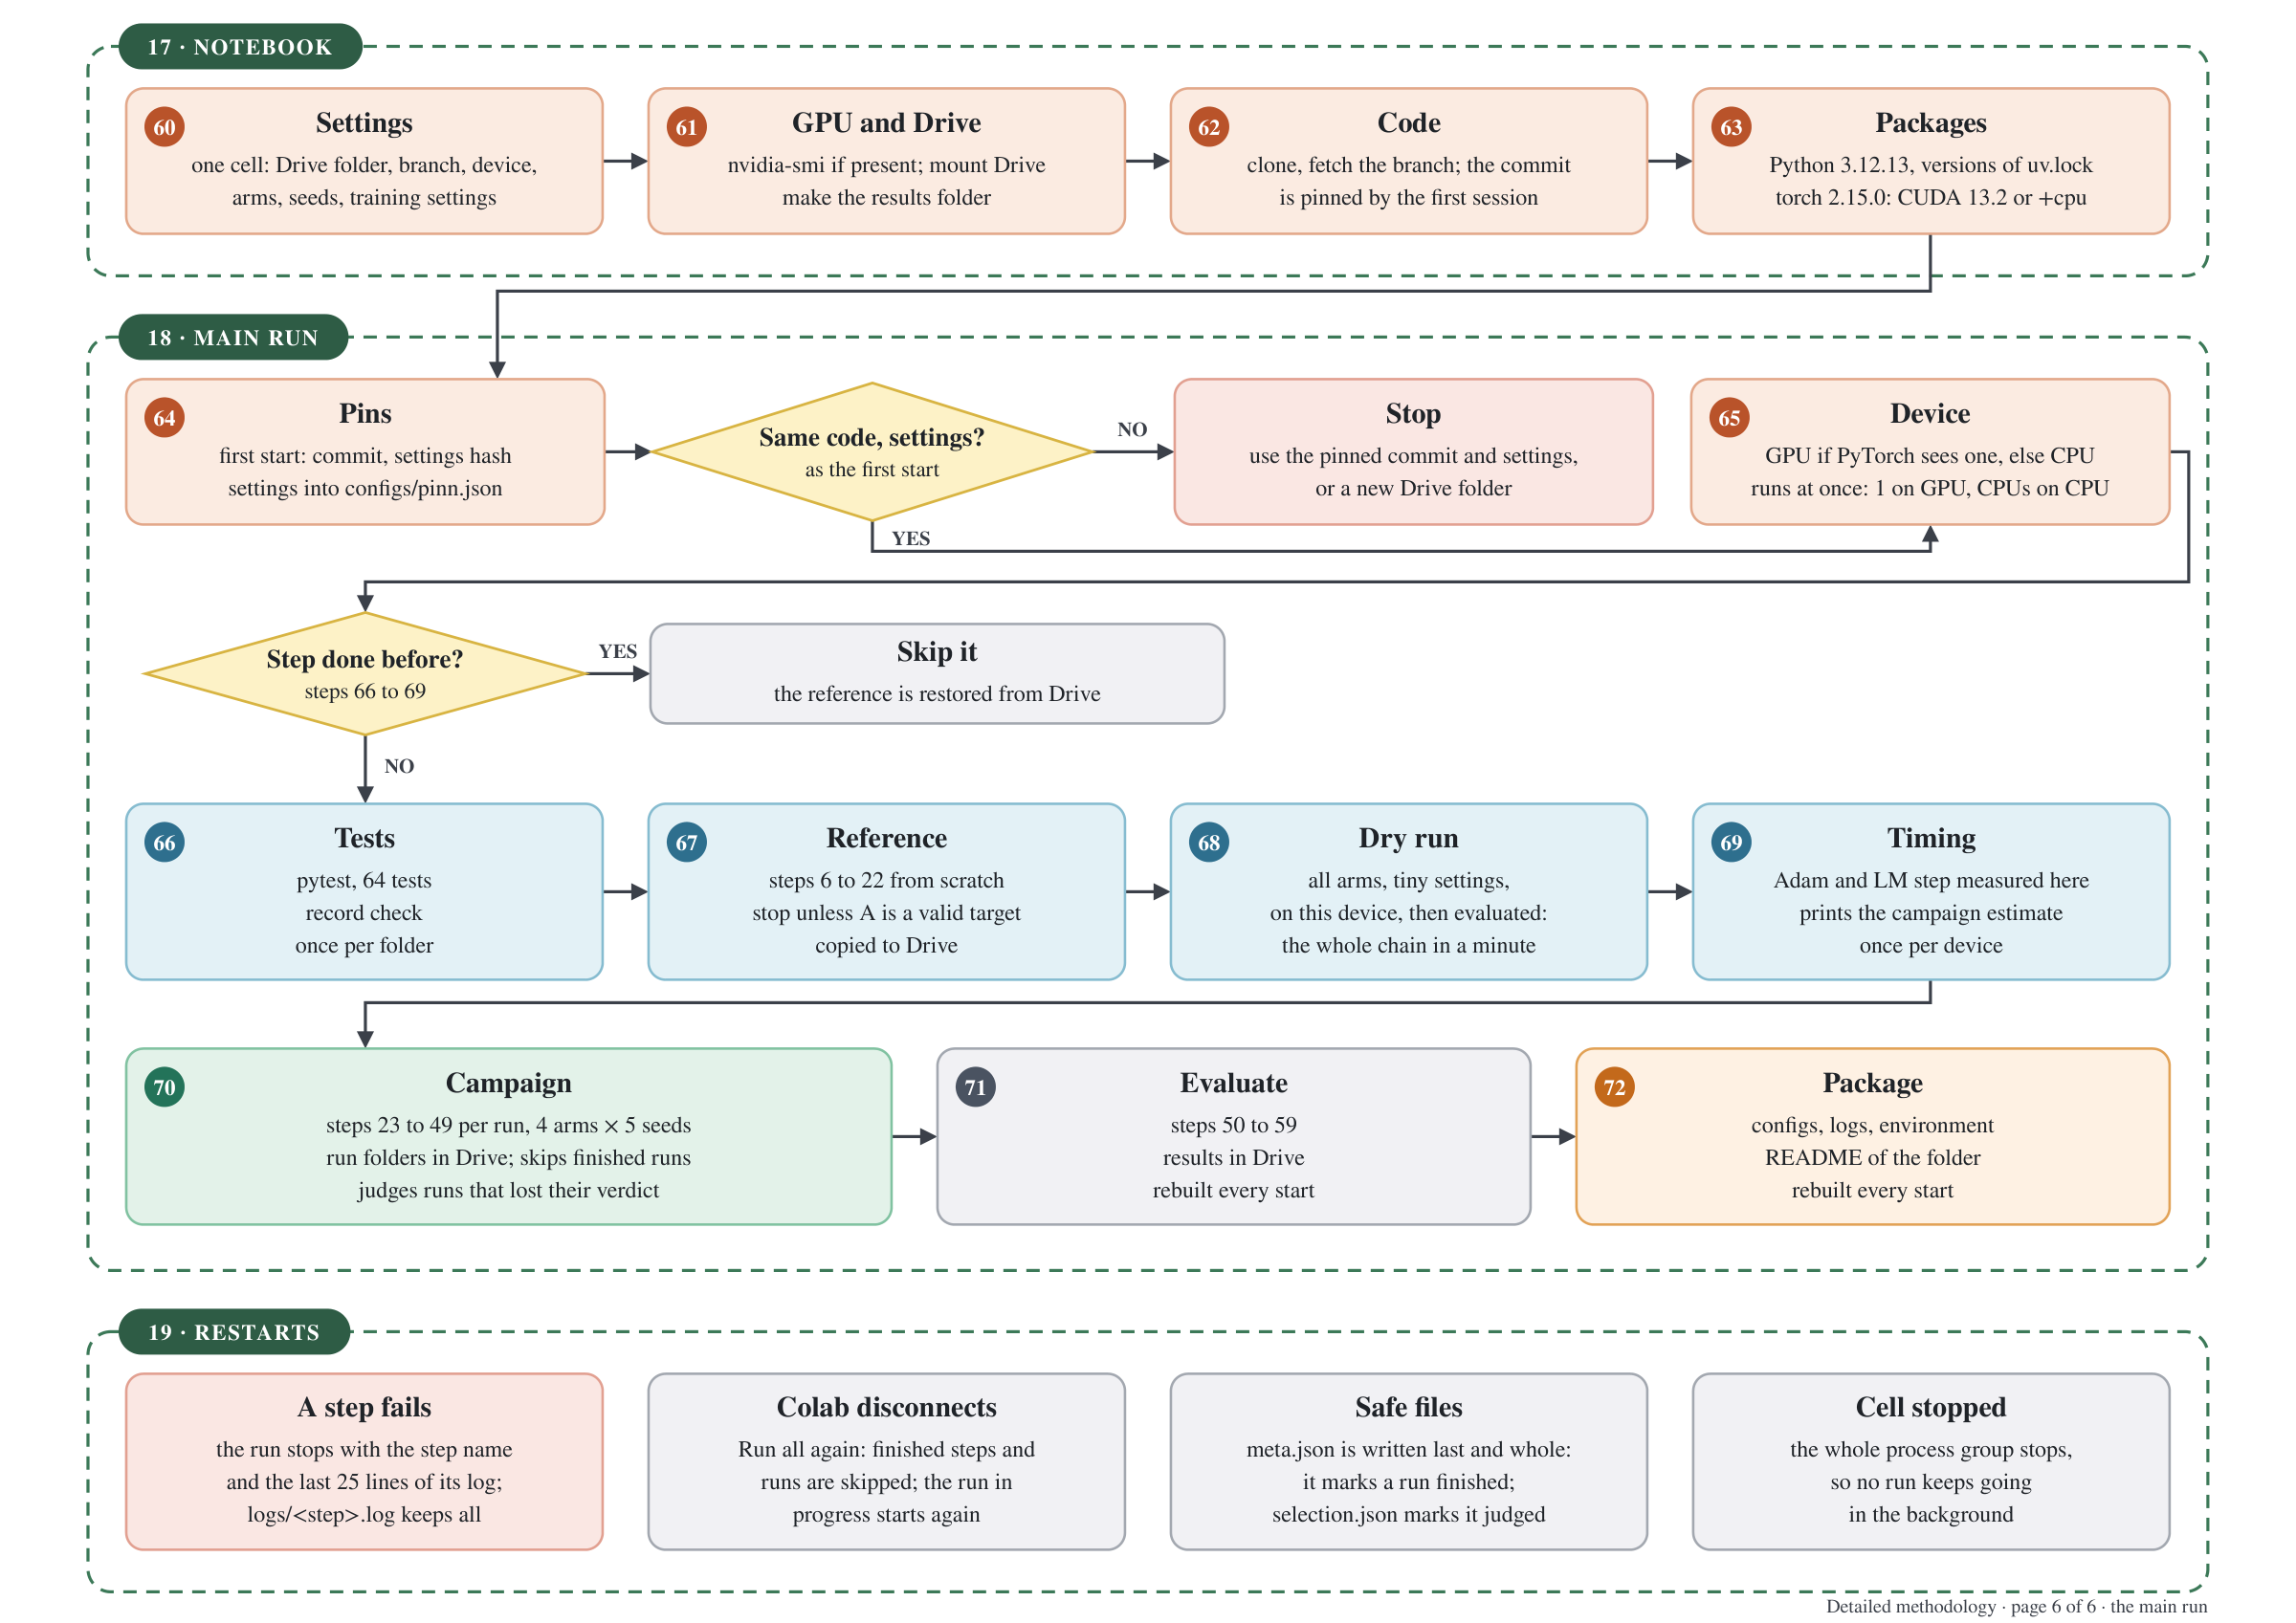 17 · NOTEBOOK
60
Settings
one cell: Drive folder, branch, device,
arms, seeds, training settings
61
GPU and Drive
nvidia-smi if present; mount Drive
make the results folder
62
Code
clone, fetch the branch; the commit
is pinned by the first session
63
Packages
Python 3.12.13, versions of uv.lock
torch 2.15.0: CUDA 13.2 or +cpu
18 · MAIN RUN
64
Pins
first start: commit, settings hash
settings into configs/pinn.json
Same code, settings?
as the first start
NO
YES
Stop
use the pinned commit and settings,
or a new Drive folder
65
Device
GPU if PyTorch sees one, else CPU
runs at once: 1 on GPU, CPUs on CPU
Step done before?
steps 66 to 69
YES
NO
Skip it
the reference is restored from Drive
66
Tests
pytest, 64 tests
record check
once per folder
67
Reference
steps 6 to 22 from scratch
stop unless A is a valid target
copied to Drive
68
Dry run
all arms, tiny settings,
on this device, then evaluated:
the whole chain in a minute
69
Timing
Adam and LM step measured here
prints the campaign estimate
once per device
70
Campaign
steps 23 to 49 per run, 4 arms × 5 seeds
run folders in Drive; skips finished runs
judges runs that lost their verdict
71
Evaluate
steps 50 to 59
results in Drive
rebuilt every start
72
Package
configs, logs, environment
README of the folder
rebuilt every start
19 · RESTARTS
A step fails
the run stops with the step name
and the last 25 lines of its log;
logs/<step>.log keeps all
Colab disconnects
Run all again: finished steps and
runs are skipped; the run in
progress starts again
Safe files
meta.json is written last and whole:
it marks a run finished;
selection.json marks it judged
Cell stopped
the whole process group stops,
so no run keeps going
in the background
Detailed methodology · page 6 of 6 · the main run